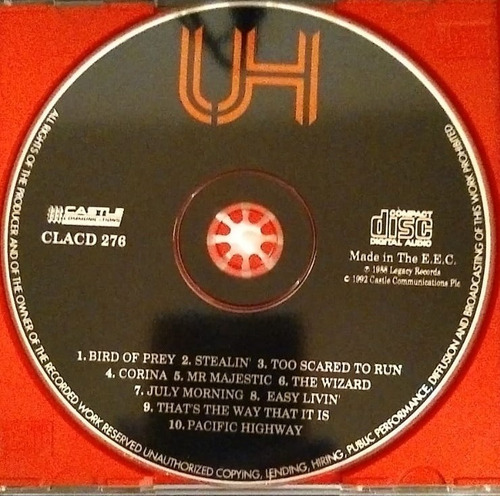 UH
CASTLE
COMMUNICATIONS
CLACD 276
COMPACT
disc
DIGITAL AUDIO
Made in The E.E.C.
℗ 1988 Legacy Records
© 1992 Castle Communications Plc
1. BIRD OF PREY 2. STEALIN' 3. TOO SCARED TO RUN
4. CORINA 5. MR MAJESTIC 6. THE WIZARD
7. JULY MORNING 8. EASY LIVIN'
9. THAT'S THE WAY THAT IT IS
10. PACIFIC HIGHWAY
ALL RIGHTS OF THE PRODUCER AND OF THE OWNER OF THE RECORDED WORK RESERVED UNAUTHORIZED COPYING, LENDING, HIRING, PUBLIC PERFORMANCE, DIFFUSION AND BROADCASTING OF THIS WORK PROHIBITED